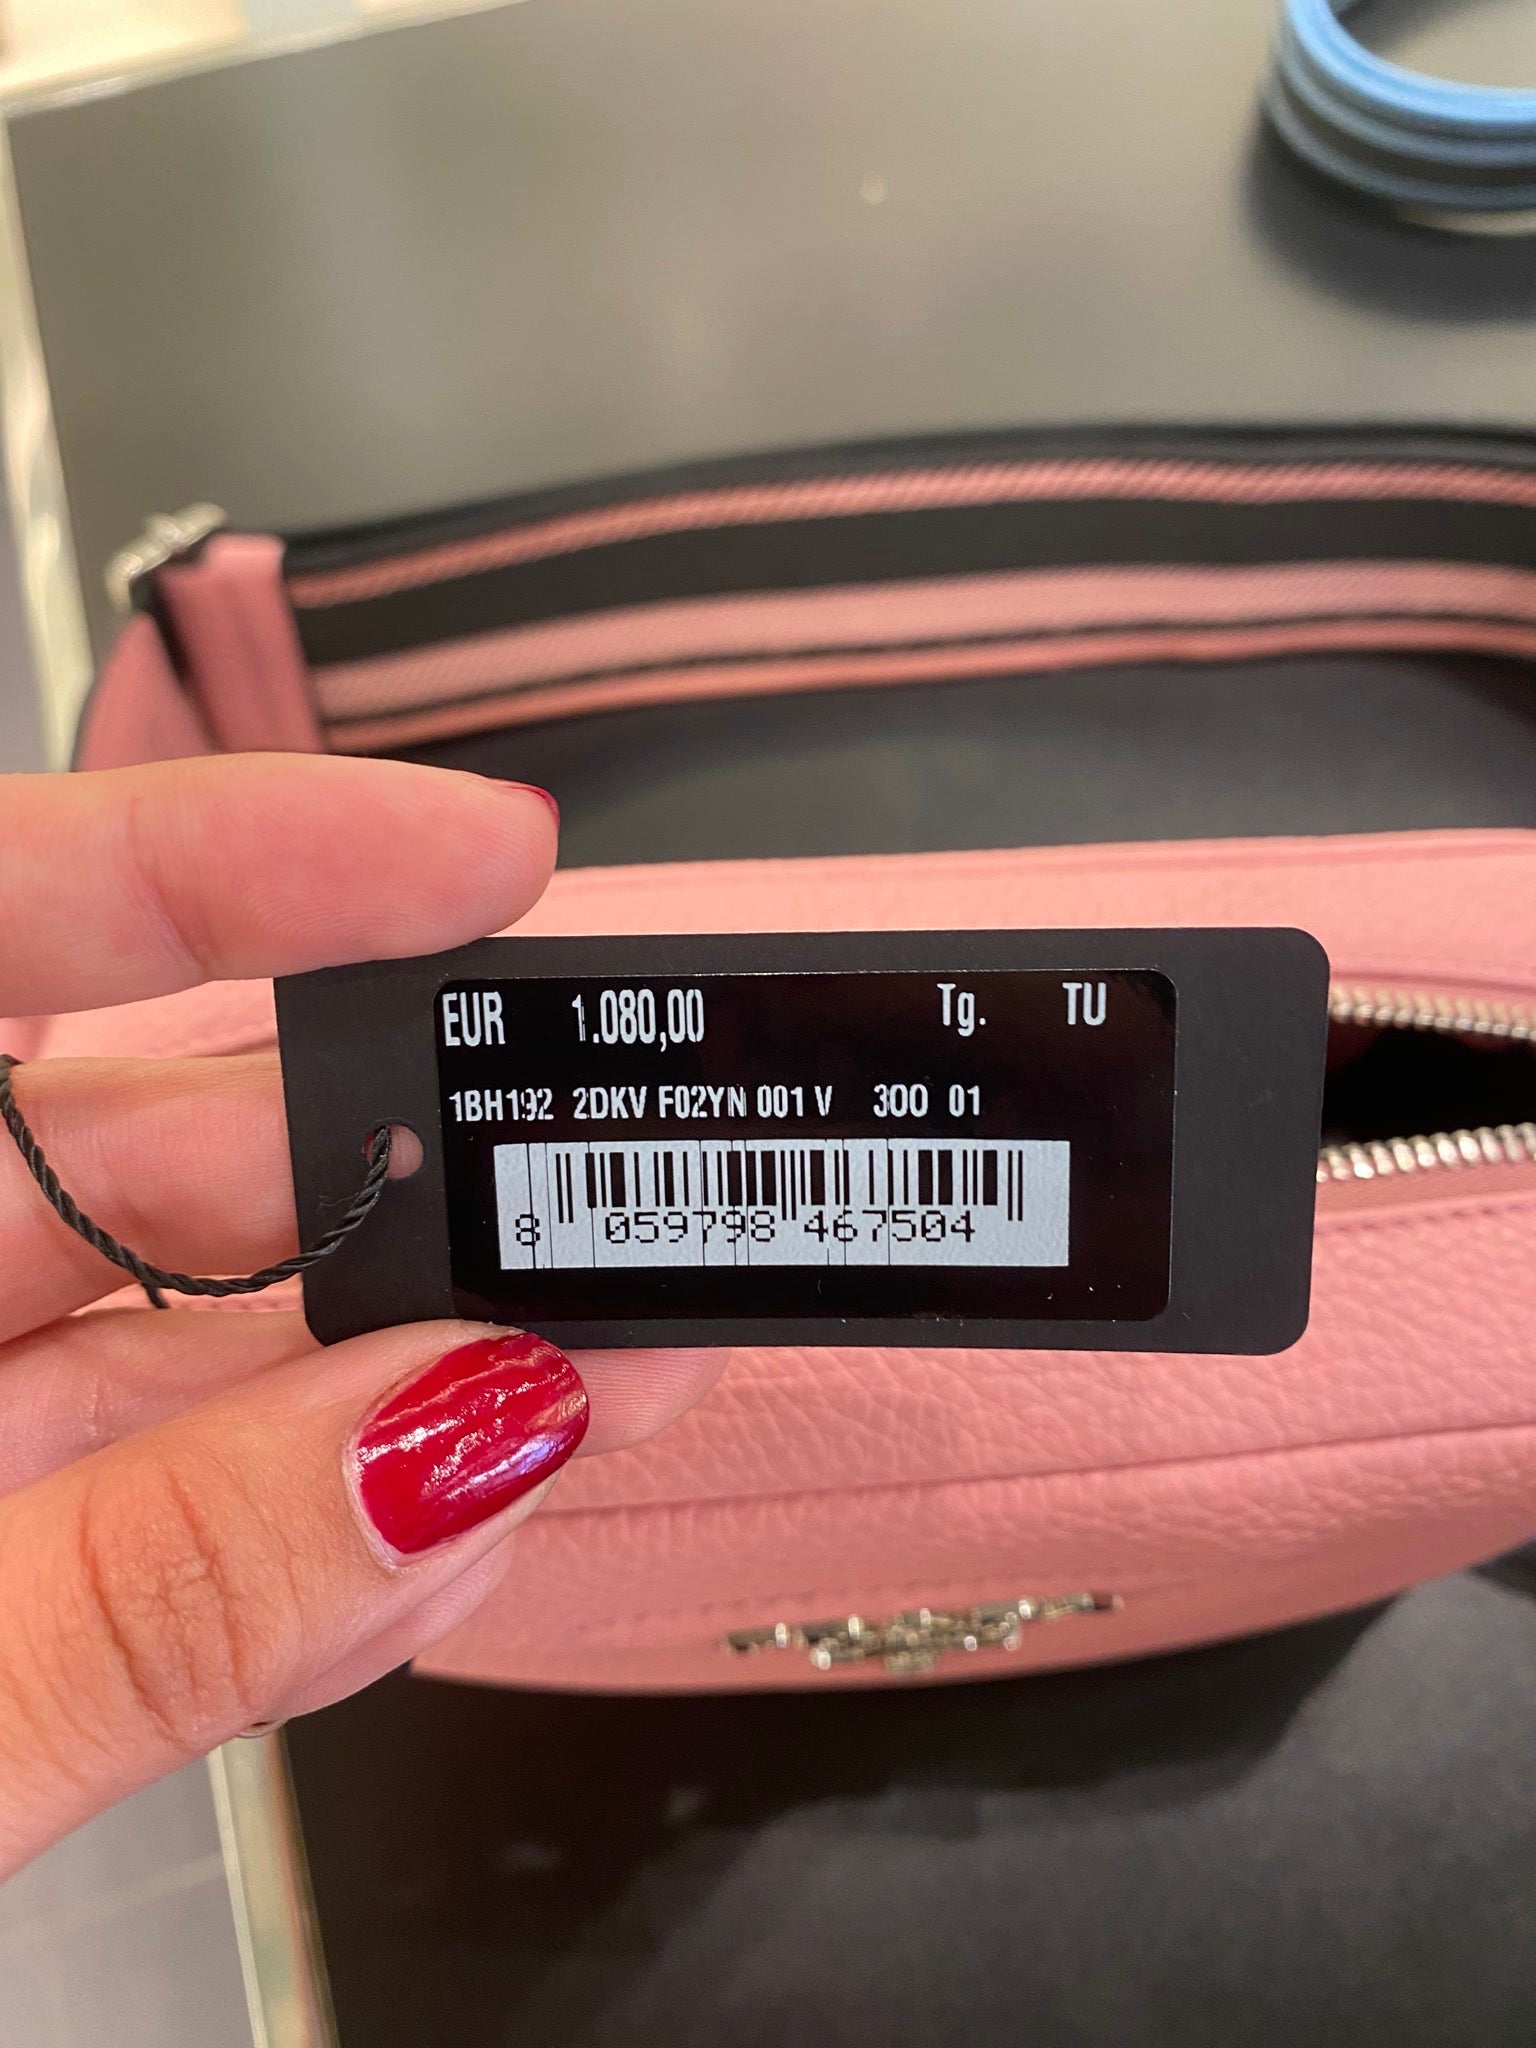 EUR 1.080,00 Tg. TU
1BH192 2DKV F02YN 001 V 300 01
8 059798 467504